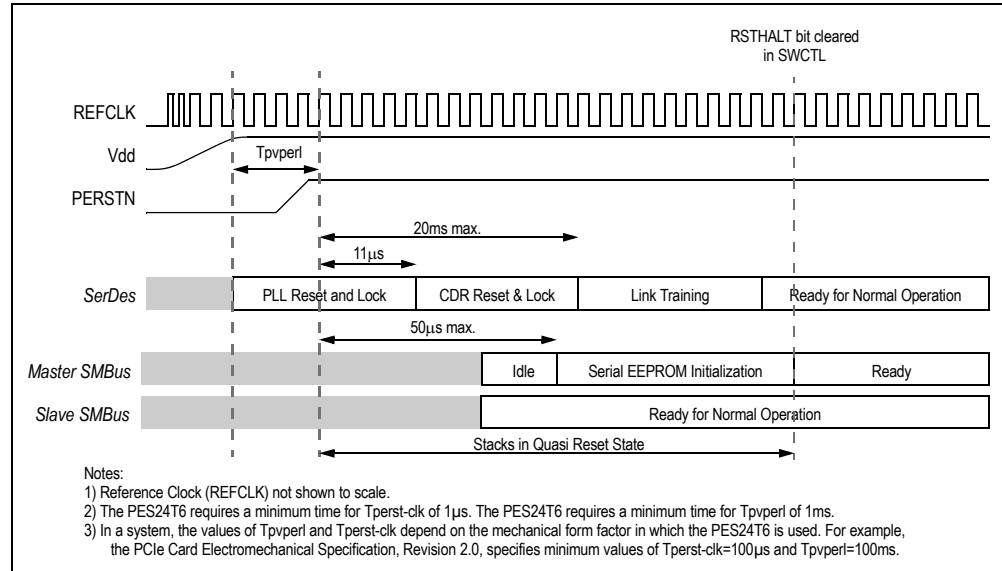 RSTHALT bit cleared
in SWCTL
REFCLK
Vdd
Tpvperl
PERSTN
20ms max.
11µs
SerDes
PLL Reset and Lock
CDR Reset & Lock
Link Training
Ready for Normal Operation
50µs max.
Master SMBus
Idle
Serial EEPROM Initialization
Ready
Slave SMBus
Ready for Normal Operation
Stacks in Quasi Reset State
Notes:
1) Reference Clock (REFCLK) not shown to scale.
2) The PES24T6 requires a minimum time for Tperst-clk of 1µs. The PES24T6 requires a minimum time for Tpvperl of 1ms.
3) In a system, the values of Tpvperl and Tperst-clk depend on the mechanical form factor in which the PES24T6 is used. For example,
the PCIe Card Electromechanical Specification, Revision 2.0, specifies minimum values of Tperst-clk=100µs and Tpvperl=100ms.